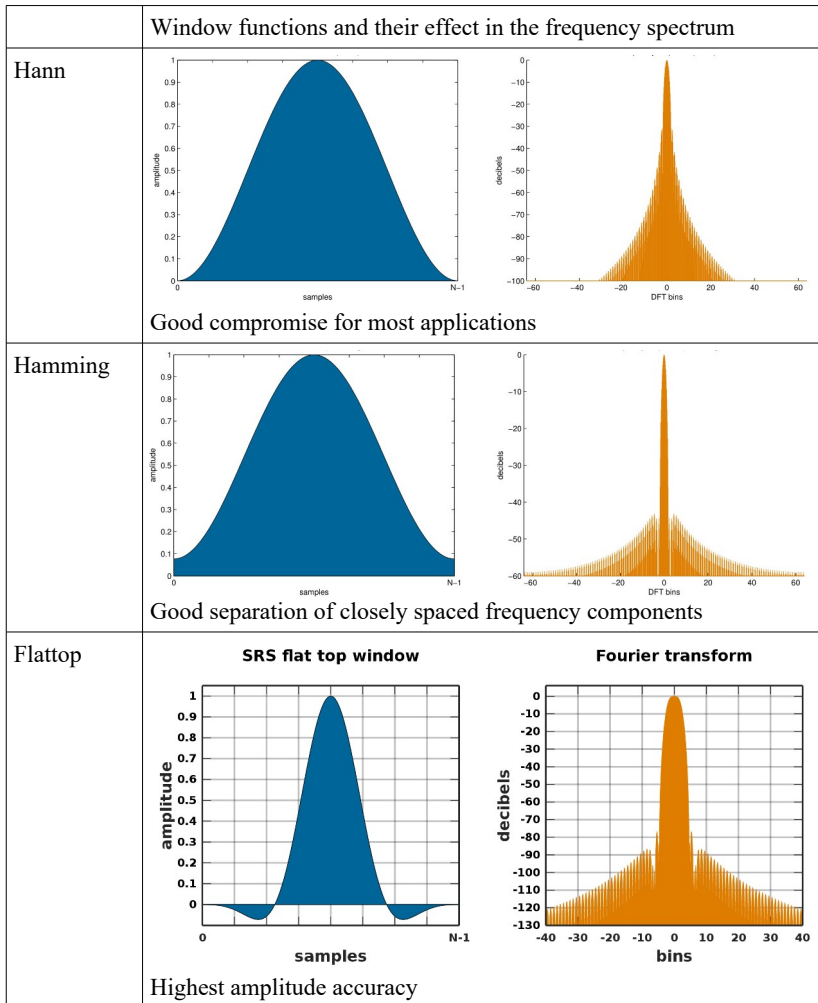 Window functions and their effect in the frequency spectrum
Hann
1
0.9
0.8
0.7
0.6
0.5
0.4
0.3
0.2
0.1
0
amplitude
0
N−1
samples
0
−10
−20
−30
−40
−50
−60
−70
−80
−90
−100
decibels
−60 −40 −20 0 20 40 60
DFT bins
Good compromise for most applications
Hamming
1
0.9
0.8
0.7
0.6
0.5
0.4
0.3
0.2
0.1
0
amplitude
0
N−1
samples
0
−10
−20
−30
−40
−50
−60
decibels
−60 −40 −20 0 20 40 60
DFT bins
Good separation of closely spaced frequency components
Flattop
SRS flat top window
1
0.9
0.8
0.7
0.6
0.5
0.4
0.3
0.2
0.1
0
amplitude
0
N-1
samples
Fourier transform
0
-10
-20
-30
-40
-50
-60
-70
-80
-90
-100
-110
-120
-130
decibels
-40 -30 -20 -10 0 10 20 30 40
bins
Highest amplitude accuracy